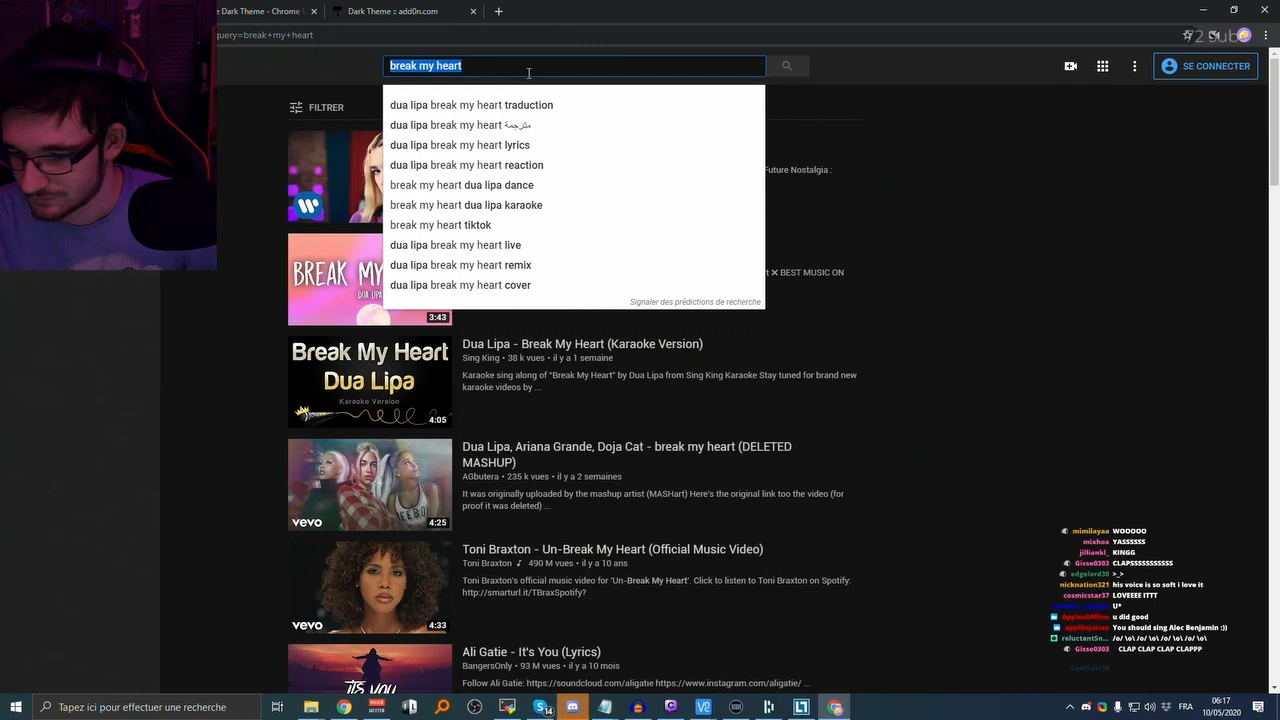 e Dark Theme Chan
Dark Theme - add0n.com
query=break+my+heart
2 Sub
break my heart
SE CONNECTER
FILTRER
dua lipa break my heart traduction
dua lipa break my heart مترجمة
dua lipa break my heart lyrics
dua lipa break my heart reaction
break my heart dua lipa dance
break my heart dua lipa karaoke
break my heart tiktok
dua lipa break my heart live
dua lipa break my heart remix
dua lipa break my heart cover
Signaler des prédictions de recherche
Future Nostalgia :
BREAK MY
DUA LIPA
3:43
BEST MUSIC ON
Break My Heart
Dua Lipa
Karaoke Version
4:05
Dua Lipa - Break My Heart (Karaoke Version)
Sing King • 38 k vues • il y a 1 semaine
Karaoke sing along of "Break My Heart" by Dua Lipa from Sing King Karaoke Stay tuned for brand new
karaoke videos by ...
vevo
4:25
Dua Lipa, Ariana Grande, Doja Cat - break my heart (DELETED
MASHUP)
AGbutera • 235 k vues • il y a 2 semaines
It was originally uploaded by the mashup artist (MASHart) Here's the original link too the video (for
proof it was deleted) ...
vevo
4:33
Toni Braxton - Un-Break My Heart (Official Music Video)
Toni Braxton 490 M vues • il y a 10 ans
Toni Braxton's official music video for 'Un-Break My Heart'. Click to listen to Toni Braxton on Spotify:
http://smarturl.it/TBraxSpotify?
IT'S YOU
Ali Gatie - It's You (Lyrics)
BangersOnly • 93 M vues • il y a 10 mois
Follow Ali Gatie: https://soundcloud.com/aligatie https://www.instagram.com/aligatie/ ...
mimilayaa WOOOOO
mixhox YASSSSSS
jilliankl_ KINGG
Gisse0303 CLAPSSSSSSSSSSS
edgelord30 >_>
nicknation321 his voice is so soft i love it
cosmicstar37 LOVEEEE ITTT
U*
ApplesOffline u did good
You should sing Alec Benjamin :))
reluctantSn... /o/ \o\ /o/ \o\ /o/ \o\ /o/ \o\
Gisse0303 CLAP CLAP CLAP CLAPPP
Tapez ici pour effectuer une recherche
14
FRA
06:17
10/05/2020